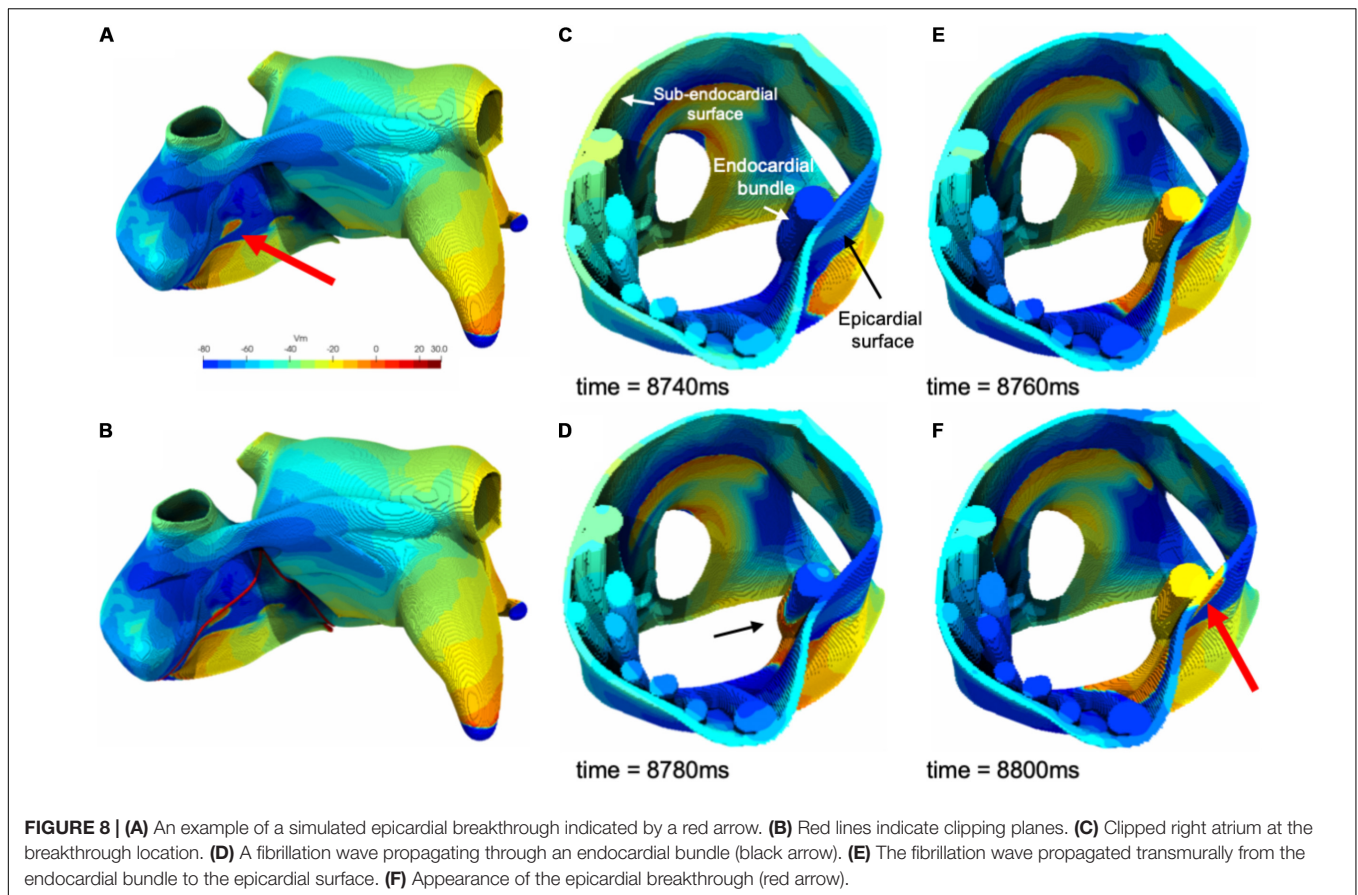 A
C
E
Sub-endocardial
surface
Endocardial
bundle
Epicardial
surface
Vm
-80 -60 -40 -20 0 20 30.0
time = 8740ms
time = 8760ms
B
D
F
time = 8780ms
time = 8800ms
FIGURE 8 | (A) An example of a simulated epicardial breakthrough indicated by a red arrow. (B) Red lines indicate clipping planes. (C) Clipped right atrium at the
breakthrough location. (D) A fibrillation wave propagating through an endocardial bundle (black arrow). (E) The fibrillation wave propagated transmurally from the
endocardial bundle to the epicardial surface. (F) Appearance of the epicardial breakthrough (red arrow).